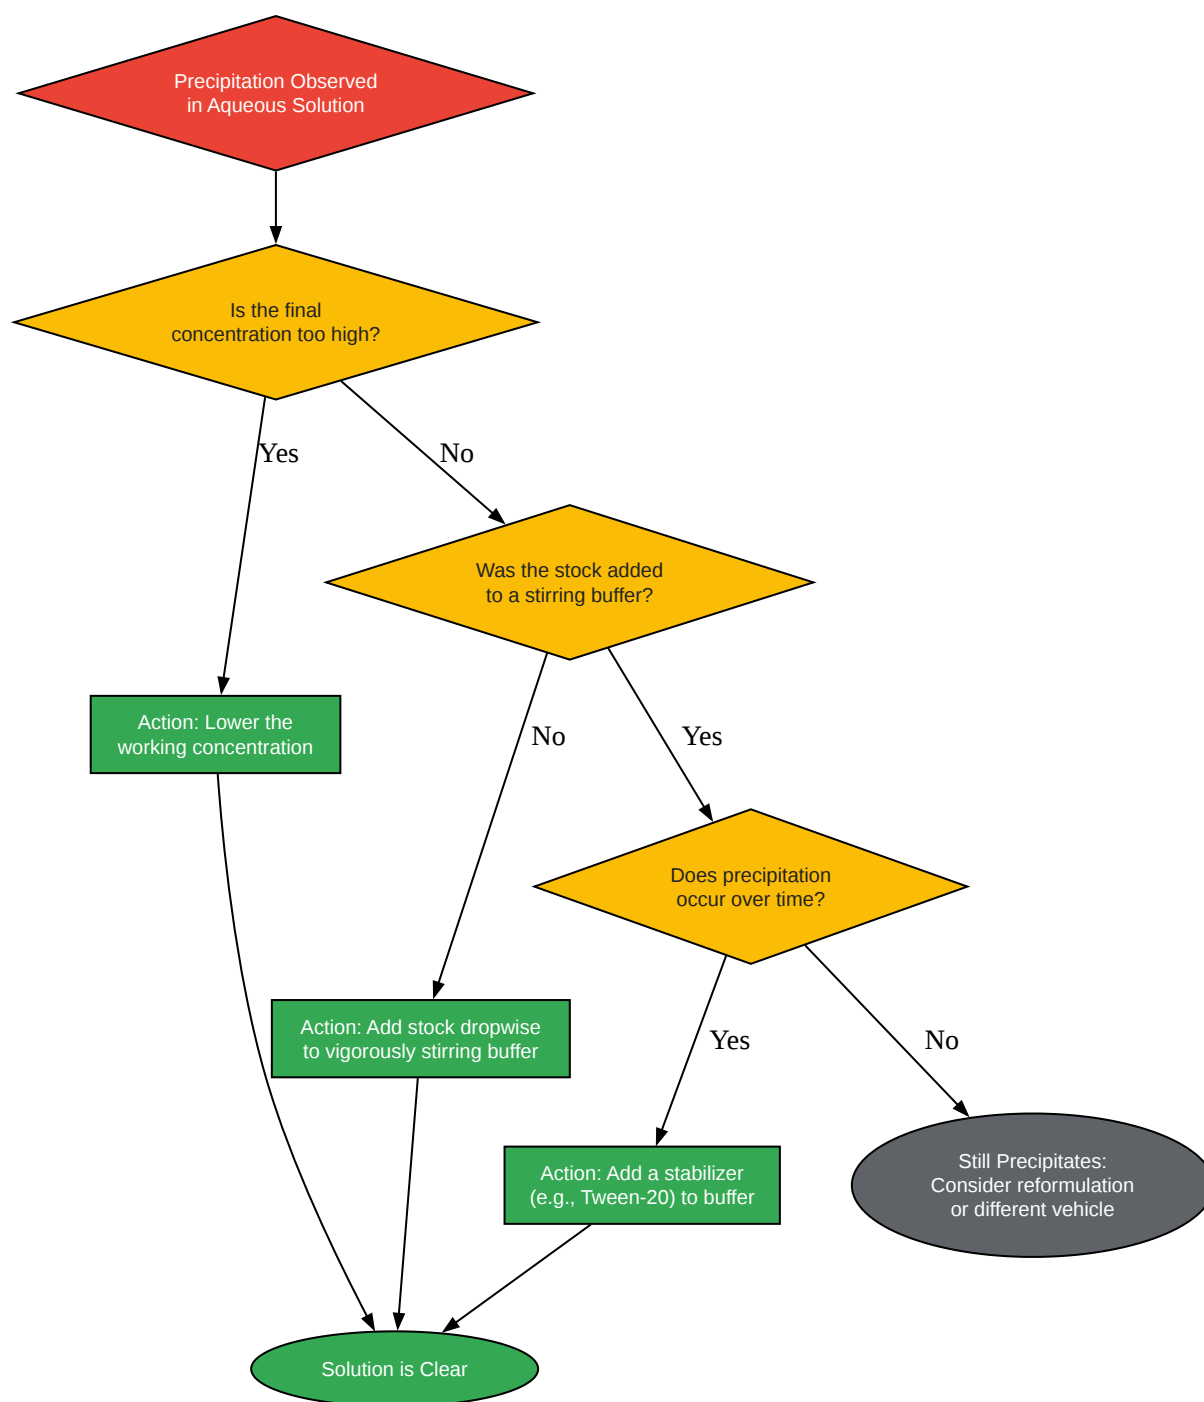 Precipitation Observed
in Aqueous Solution
Is the final
concentration too high?
Yes
No
Was the stock added
to a stirring buffer?
Action: Lower the
working concentration
No
Yes
Does precipitation
occur over time?
Action: Add stock dropwise
to vigorously stirring buffer
Yes
No
Action: Add a stabilizer
(e.g., Tween-20) to buffer
Still Precipitates:
Consider reformulation
or different vehicle
Solution is Clear